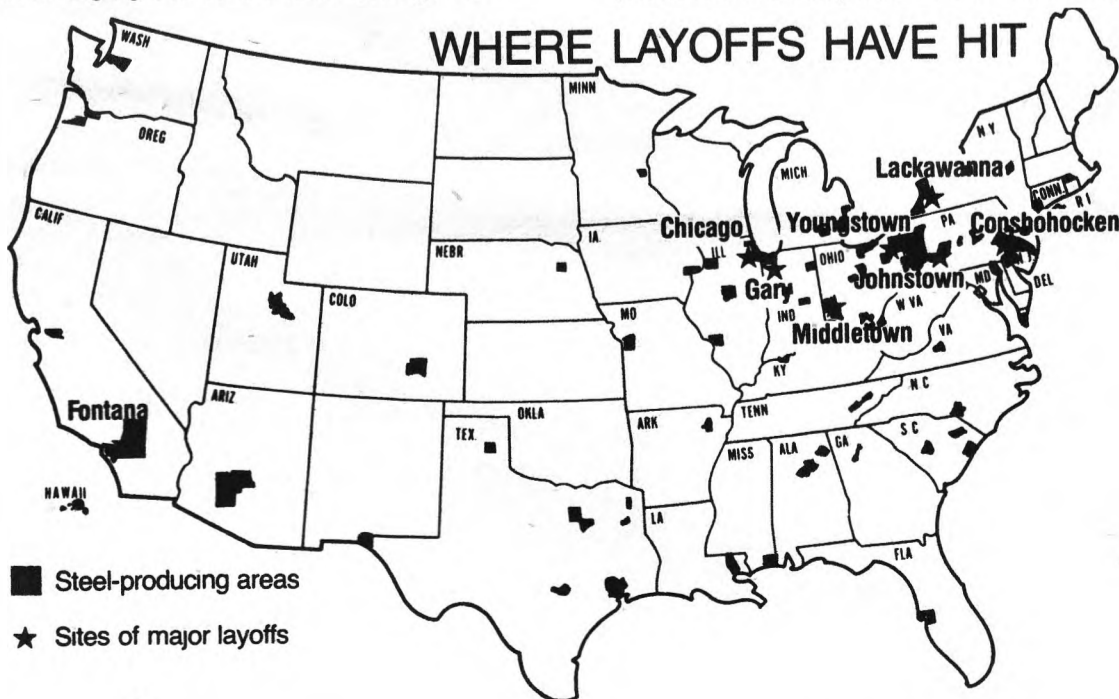 WHERE LAYOFFS HAVE HIT
WASH
OREG
CALIF
HAWAII
UTAH
ARIZ
COLO
NEBR
TEX.
OKLA
MINN
IA.
MO
ARK
LA
ILL
MICH
IND
OHIO
KY
TENN
MISS
ALA
GA
FLA
S C
N C
VA
W VA
MD
DEL
PA
N Y
CONN.
R I
Fontana
Chicago
Gary
Youngstown
Lackawanna
Conshohocken
Johnstown
Middletown
Steel-producing areas
Sites of major layoffs